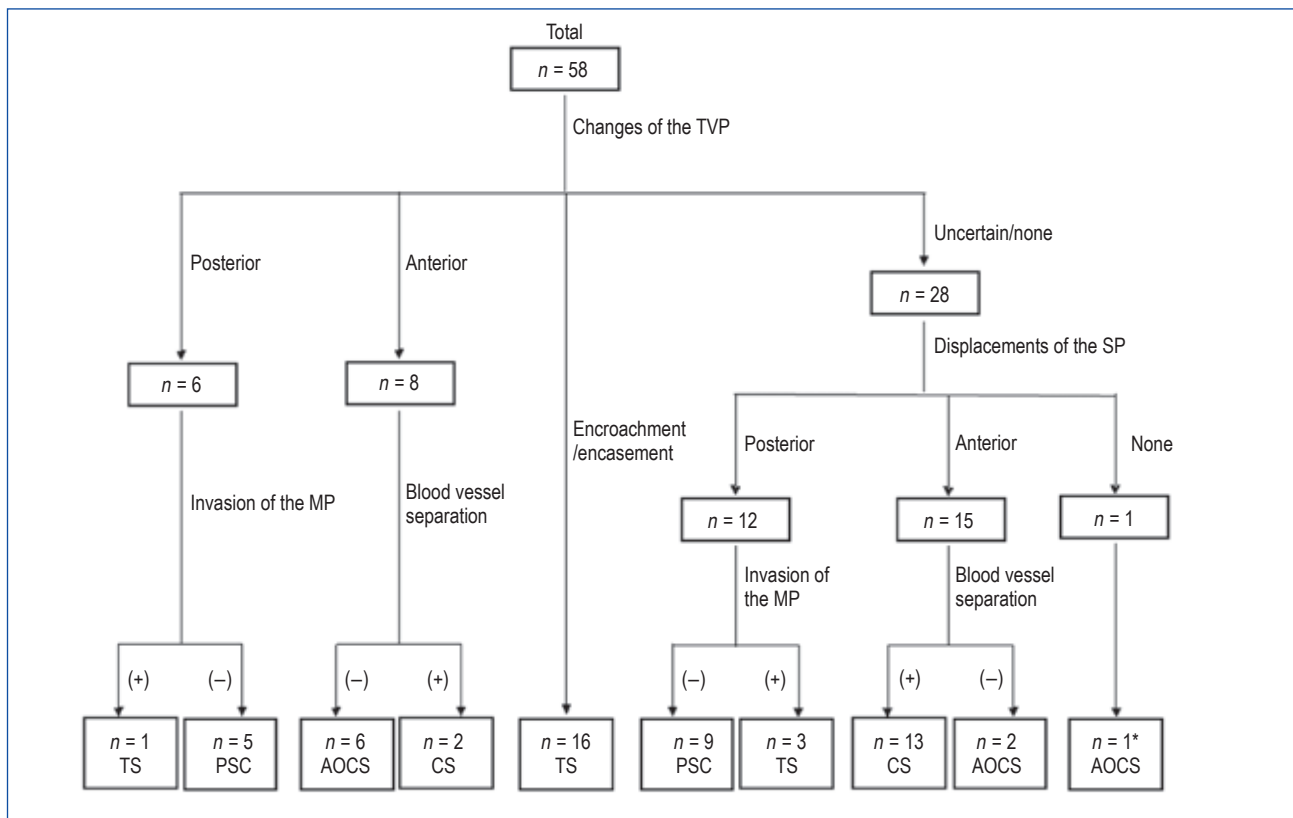 Total
n = 58
Changes of the TVP
Uncertain/none
Posterior
Anterior
n = 28
Displacements of the SP
n = 6
n = 8
Encroachment
/encasement
Posterior
Anterior
None
Invasion of the MP
Blood vessel
separation
n = 12
n = 15
n = 1
Invasion of
the MP
Blood vessel
separation
(+)
(–)
(–)
(+)
(–)
(+)
(+)
(–)
n = 1
TS
n = 5
PSC
n = 6
AOCS
n = 2
CS
n = 16
TS
n = 9
PSC
n = 3
TS
n = 13
CS
n = 2
AOCS
n = 1*
AOCS